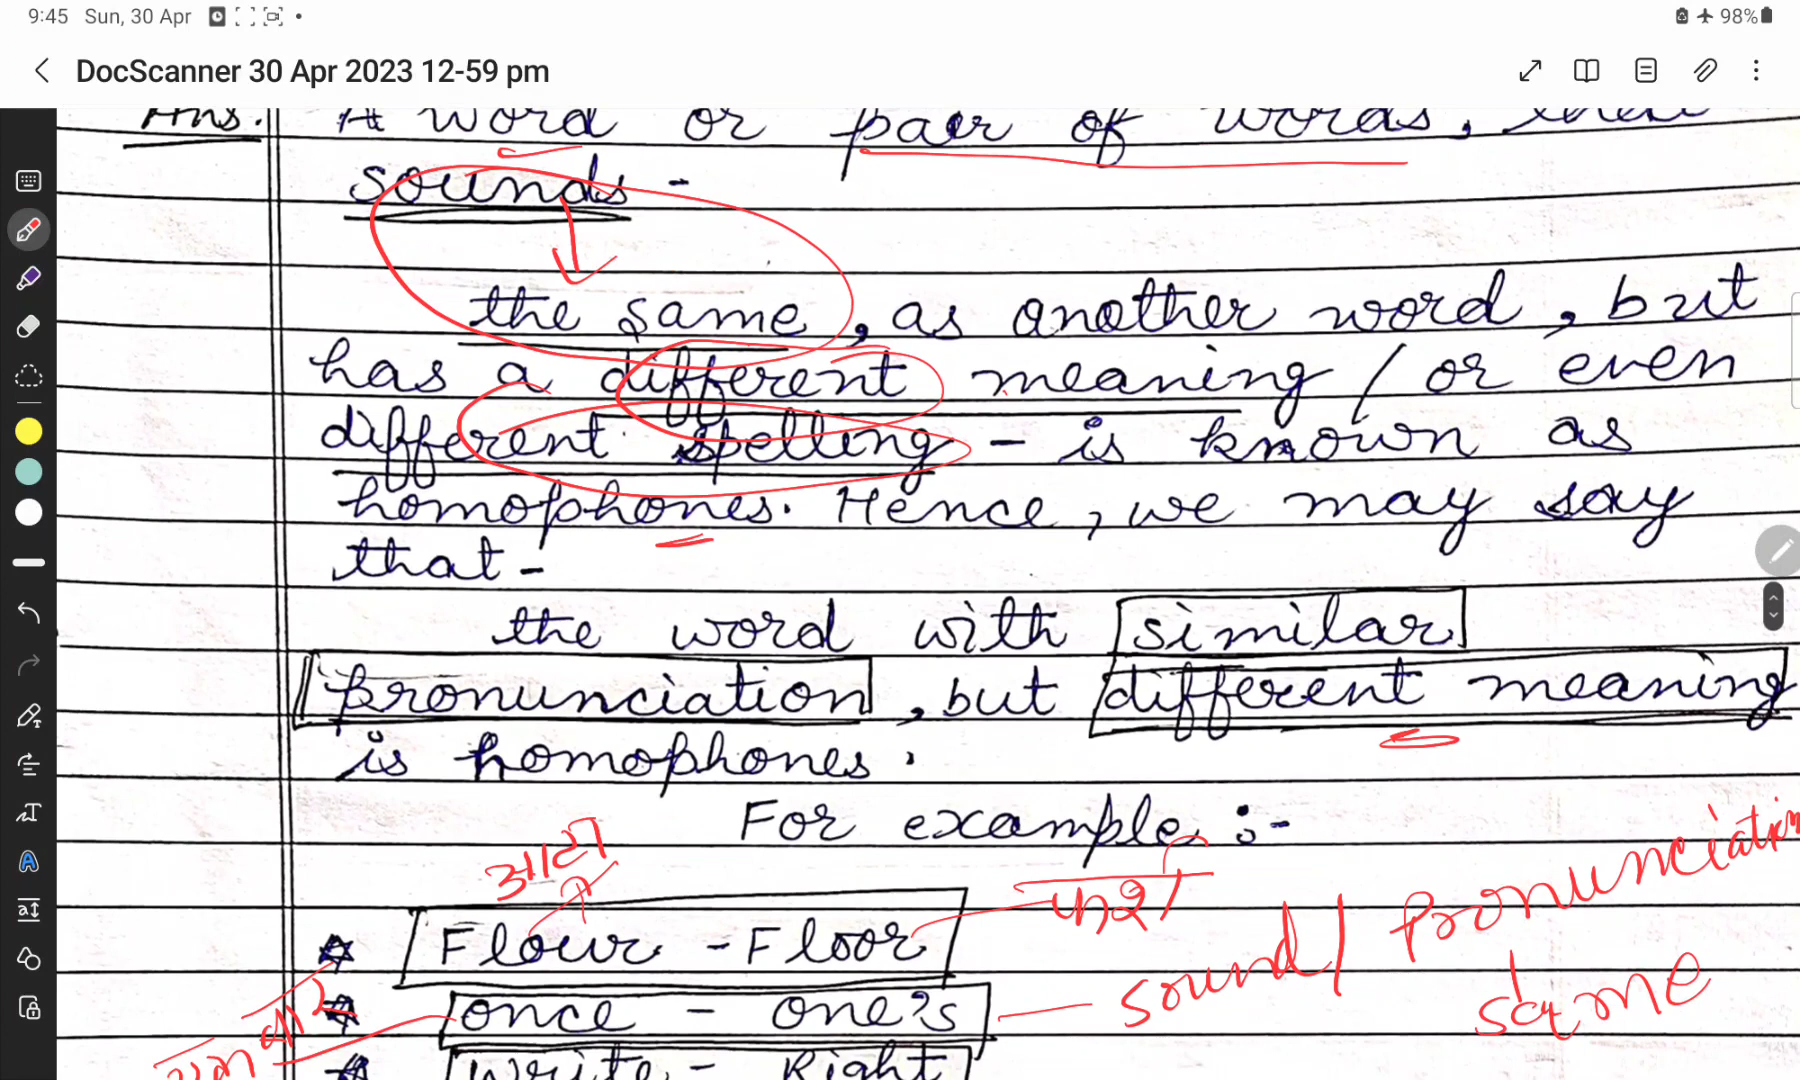 9:45 Sun, 30 Apr
98%
DocScanner 30 Apr 2023 12-59 pm
Ans. A word or pair of words, that
sounds -
the same, as another word, but
has a different meaning / or even
different spelling - is known as
homophones. Hence, we may say
that -
the word with similar
pronunciation, but different meaning
is homophones.
For example :-
Flour - Floor
once - one's
sound / Pronunciation
same
Write - Right